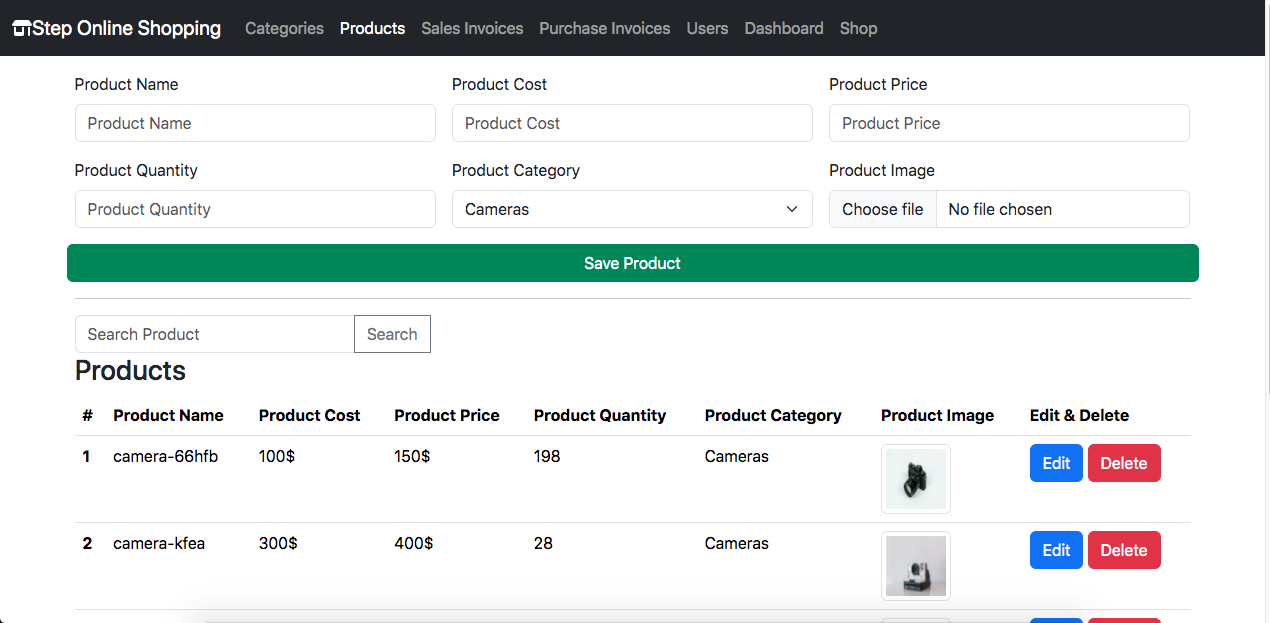 Step Online Shopping Categories Products Sales Invoices Purchase Invoices Users Dashboard Shop
Product Name Product Cost Product Price
Product Name Product Cost Product Price
Product Quantity Product Category Product Image
Product Quantity Cameras Choose file No file chosen
Save Product
Search Product Search
Products
# Product Name Product Cost Product Price Product Quantity Product Category Product Image Edit & Delete
1 camera-66hfb 100$ 150$ 198 Cameras Edit Delete
2 camera-kfea 300$ 400$ 28 Cameras Edit Delete